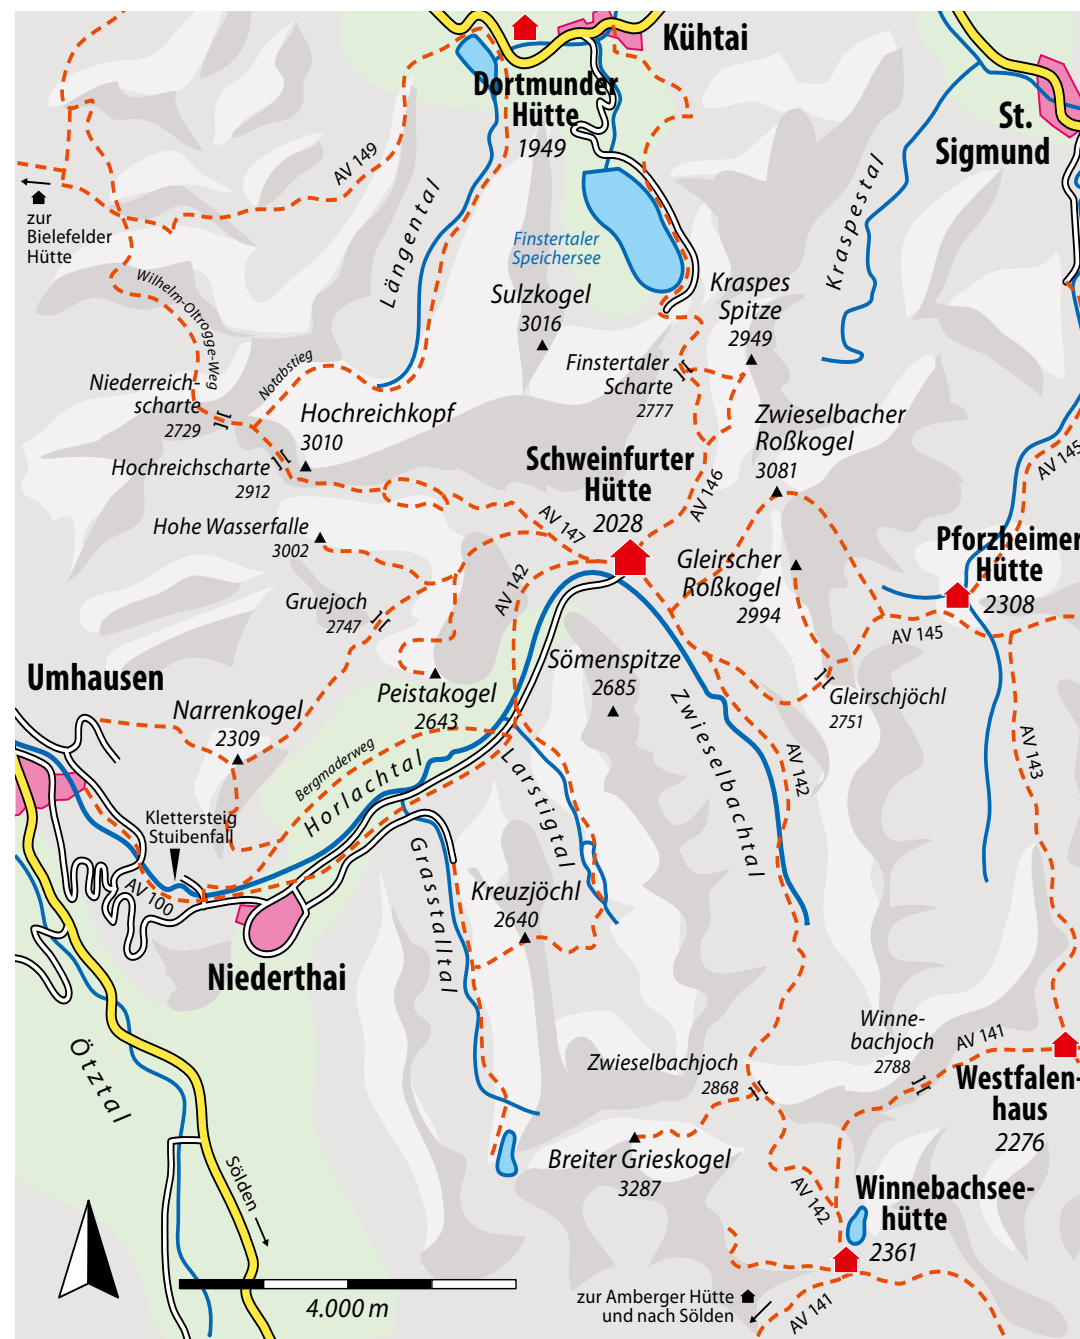 Kühtai
Dortmunder
Hütte
1949
St.
Sigmund
AV 149
zur
Bielefelder
Hütte
Längental
Finstertaler
Speichersee
Kraspestal
Wilhelm-Oltrogge-Weg
Sulzkogel
3016
Kraspes
Spitze
2949
Notabstieg
Niederreich-
scharte
2729
Finstertaler
Scharte
2777
Hochreichkopf
3010
Zwieselbacher
Roßkogel
3081
Hochreichscharte
2912
Schweinfurter
Hütte
2028
AV 146
AV 145
Hohe Wasserfalle
3002
AV 147
Gleirscher
Roßkogel
2994
Pforzheimer
Hütte
2308
AV 142
Gruejoch
2747
AV 145
Umhausen
Sömenspitze
2685
Peistakogel
2643
Gleirschjöchl
2751
Narrenkogel
2309
Zwieselbachtal
AV 142
AV 143
Bergmaderweg
Horlachtal
Larstigtal
Klettersteig
Stuibenfall
AV 100
Grasstalltal
Kreuzjöchl
2640
Niederthai
Ötztal
Winne-
bachjoch
2788
AV 141
Zwieselbachjoch
2868
Westfalen-
haus
2276
Breiter Grieskogel
3287
Sölden
AV 142
Winnebachsee-
hütte
2361
4.000 m
zur Amberger Hütte
und nach Sölden
AV 141